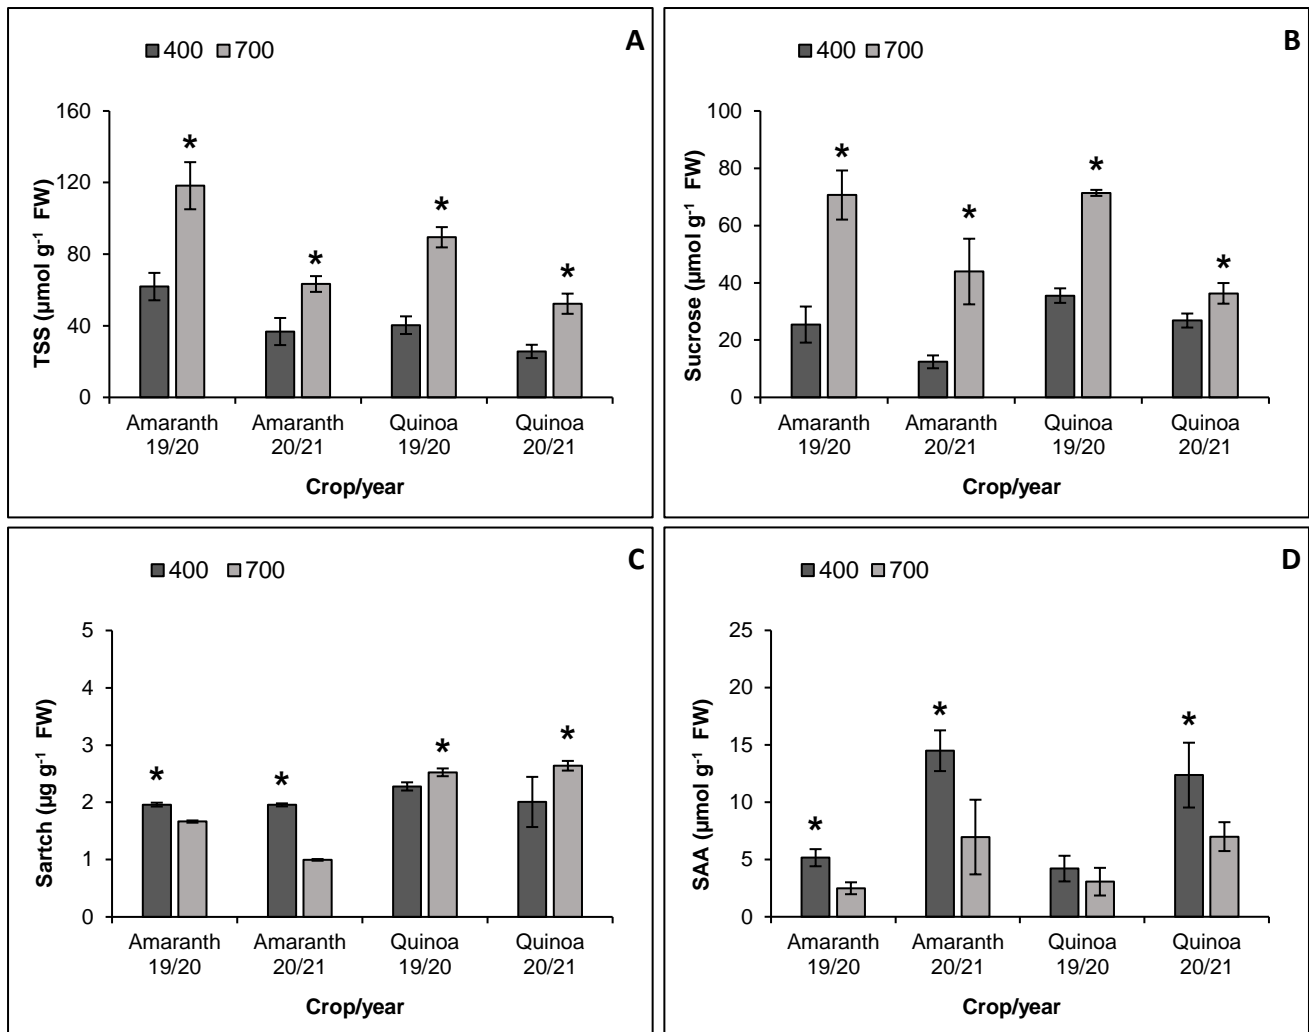 400 700 A
160
120
80
40
0
TSS (µmol g⁻¹ FW)
* * * *
Amaranth Amaranth Quinoa Quinoa
19/20 20/21 19/20 20/21
Crop/year
400 700 B
100
80
60
40
20
0
Sucrose (µmol g⁻¹ FW)
* * * *
Amaranth Amaranth Quinoa Quinoa
19/20 20/21 19/20 20/21
Crop/year
400 700 C
5
4
3
2
1
0
Sartch (µg g⁻¹ FW)
* * * *
Amaranth Amaranth Quinoa Quinoa
19/20 20/21 19/20 20/21
Crop/year
400 700 D
25
20
15
10
5
0
SAA (µmol g⁻¹ FW)
* * *
Amaranth Amaranth Quinoa Quinoa
19/20 20/21 19/20 20/21
Crop/year